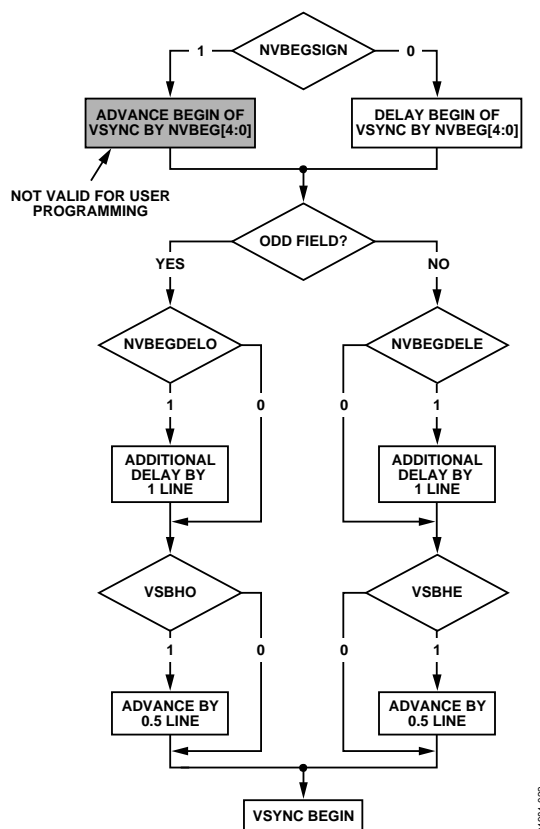 NVBEGSIGN
1
0
ADVANCE BEGIN OF
VSYNC BY NVBEG[4:0]
DELAY BEGIN OF
VSYNC BY NVBEG[4:0]
NOT VALID FOR USER
PROGRAMMING
ODD FIELD?
YES
NO
NVBEGDELO
NVBEGDELE
1
0
0
1
ADDITIONAL
DELAY BY
1 LINE
ADDITIONAL
DELAY BY
1 LINE
VSBHO
VSBHE
1
0
0
1
ADVANCE BY
0.5 LINE
ADVANCE BY
0.5 LINE
VSYNC BEGIN